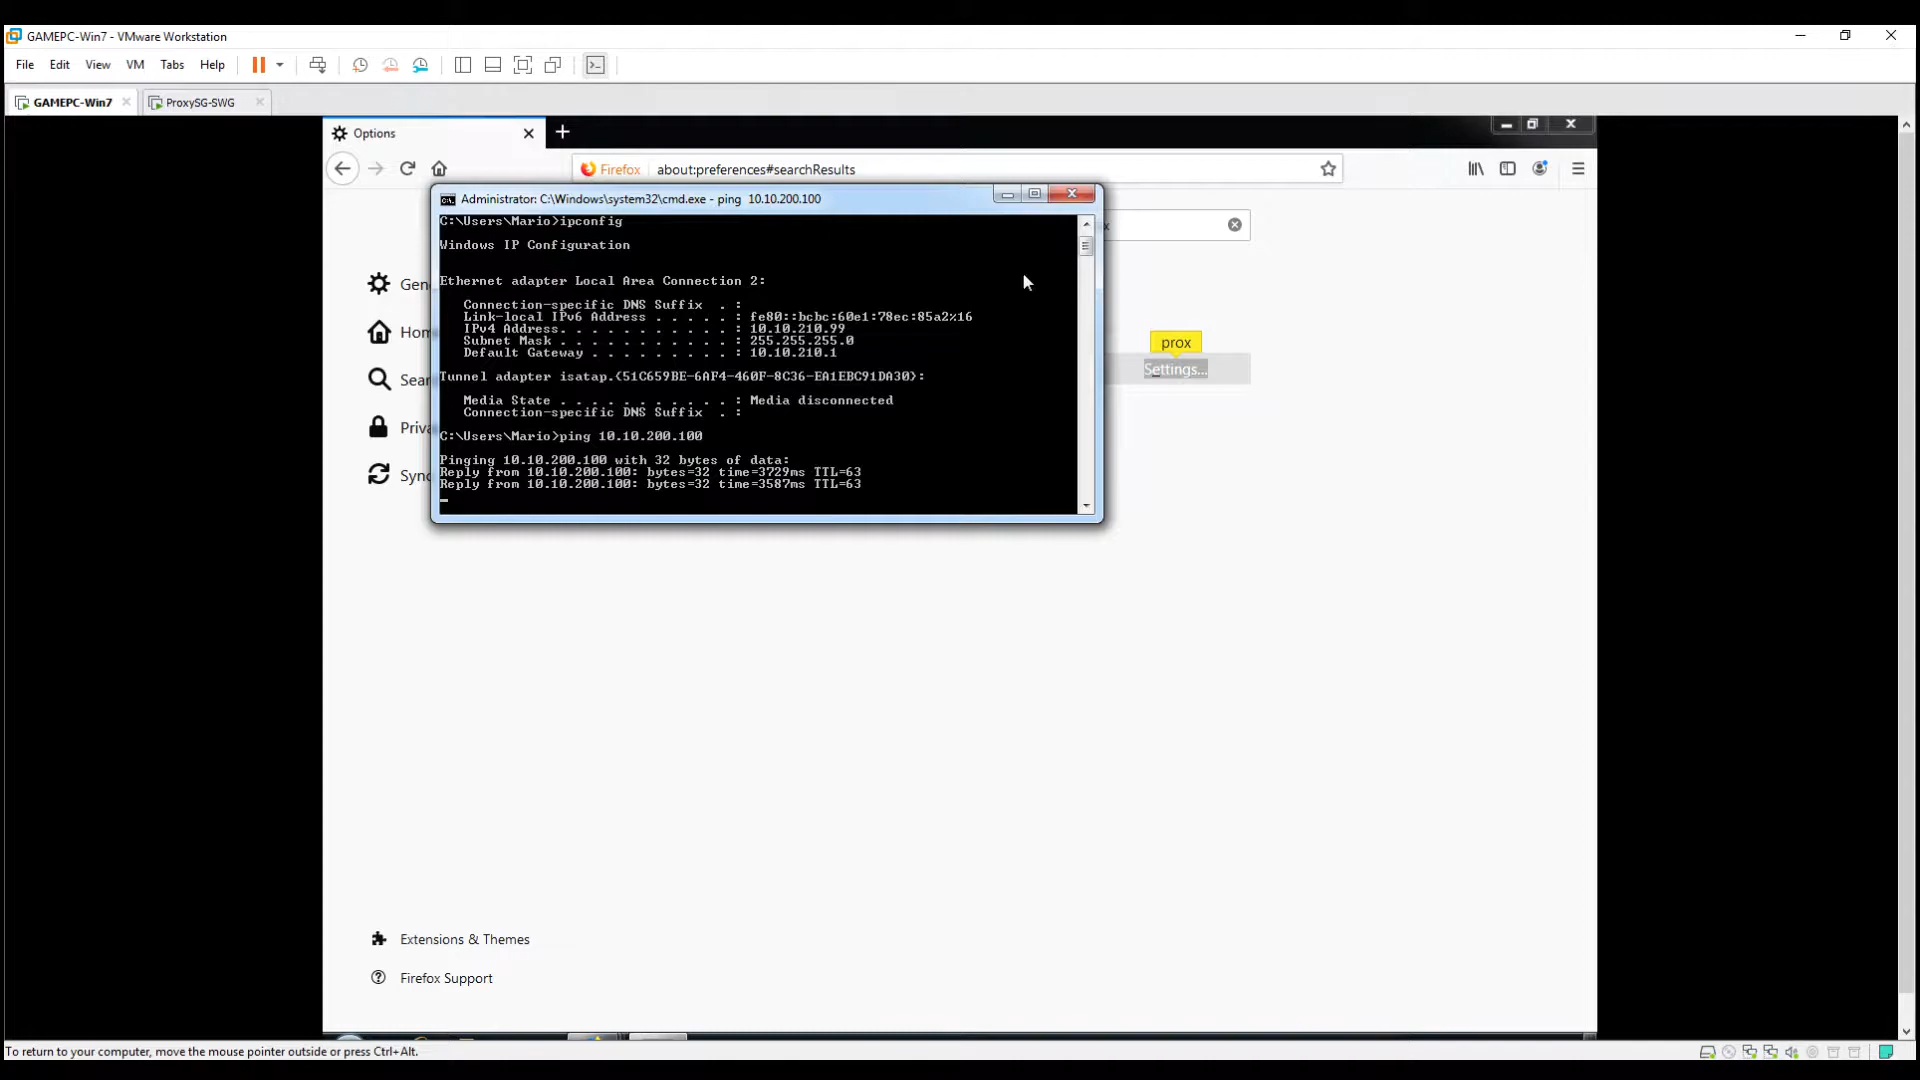 GAMEPC-Win7 - VMware Workstation
File Edit View VM Tabs Help
GAMEPC-Win7 ProxySG-SWG
Options
Firefox about:preferences#searchResults
Administrator: C:\Windows\system32\cmd.exe - ping 10.10.200.100
C:\Users\Mario>ipconfig
Windows IP Configuration
Ethernet adapter Local Area Connection 2:
Connection-specific DNS Suffix . :
Link-local IPv6 Address . . . . . : fe80::bcbc:60e1:78ec:85a2%16
IPv4 Address. . . . . . . . . . . : 10.10.210.99
Subnet Mask . . . . . . . . . . . : 255.255.255.0
Default Gateway . . . . . . . . . : 10.10.210.1
Tunnel adapter isatap.{51C659BE-6AF4-460F-8C36-EA1EBC91DA30}:
Media State . . . . . . . . . . . : Media disconnected
Connection-specific DNS Suffix . :
C:\Users\Mario>ping 10.10.200.100
Pinging 10.10.200.100 with 32 bytes of data:
Reply from 10.10.200.100: bytes=32 time=3729ms TTL=63
Reply from 10.10.200.100: bytes=32 time=3587ms TTL=63
x
Gen
Hom
Sear
Priva
Sync
prox
Settings...
Extensions & Themes
Firefox Support
To return to your computer, move the mouse pointer outside or press Ctrl+Alt.